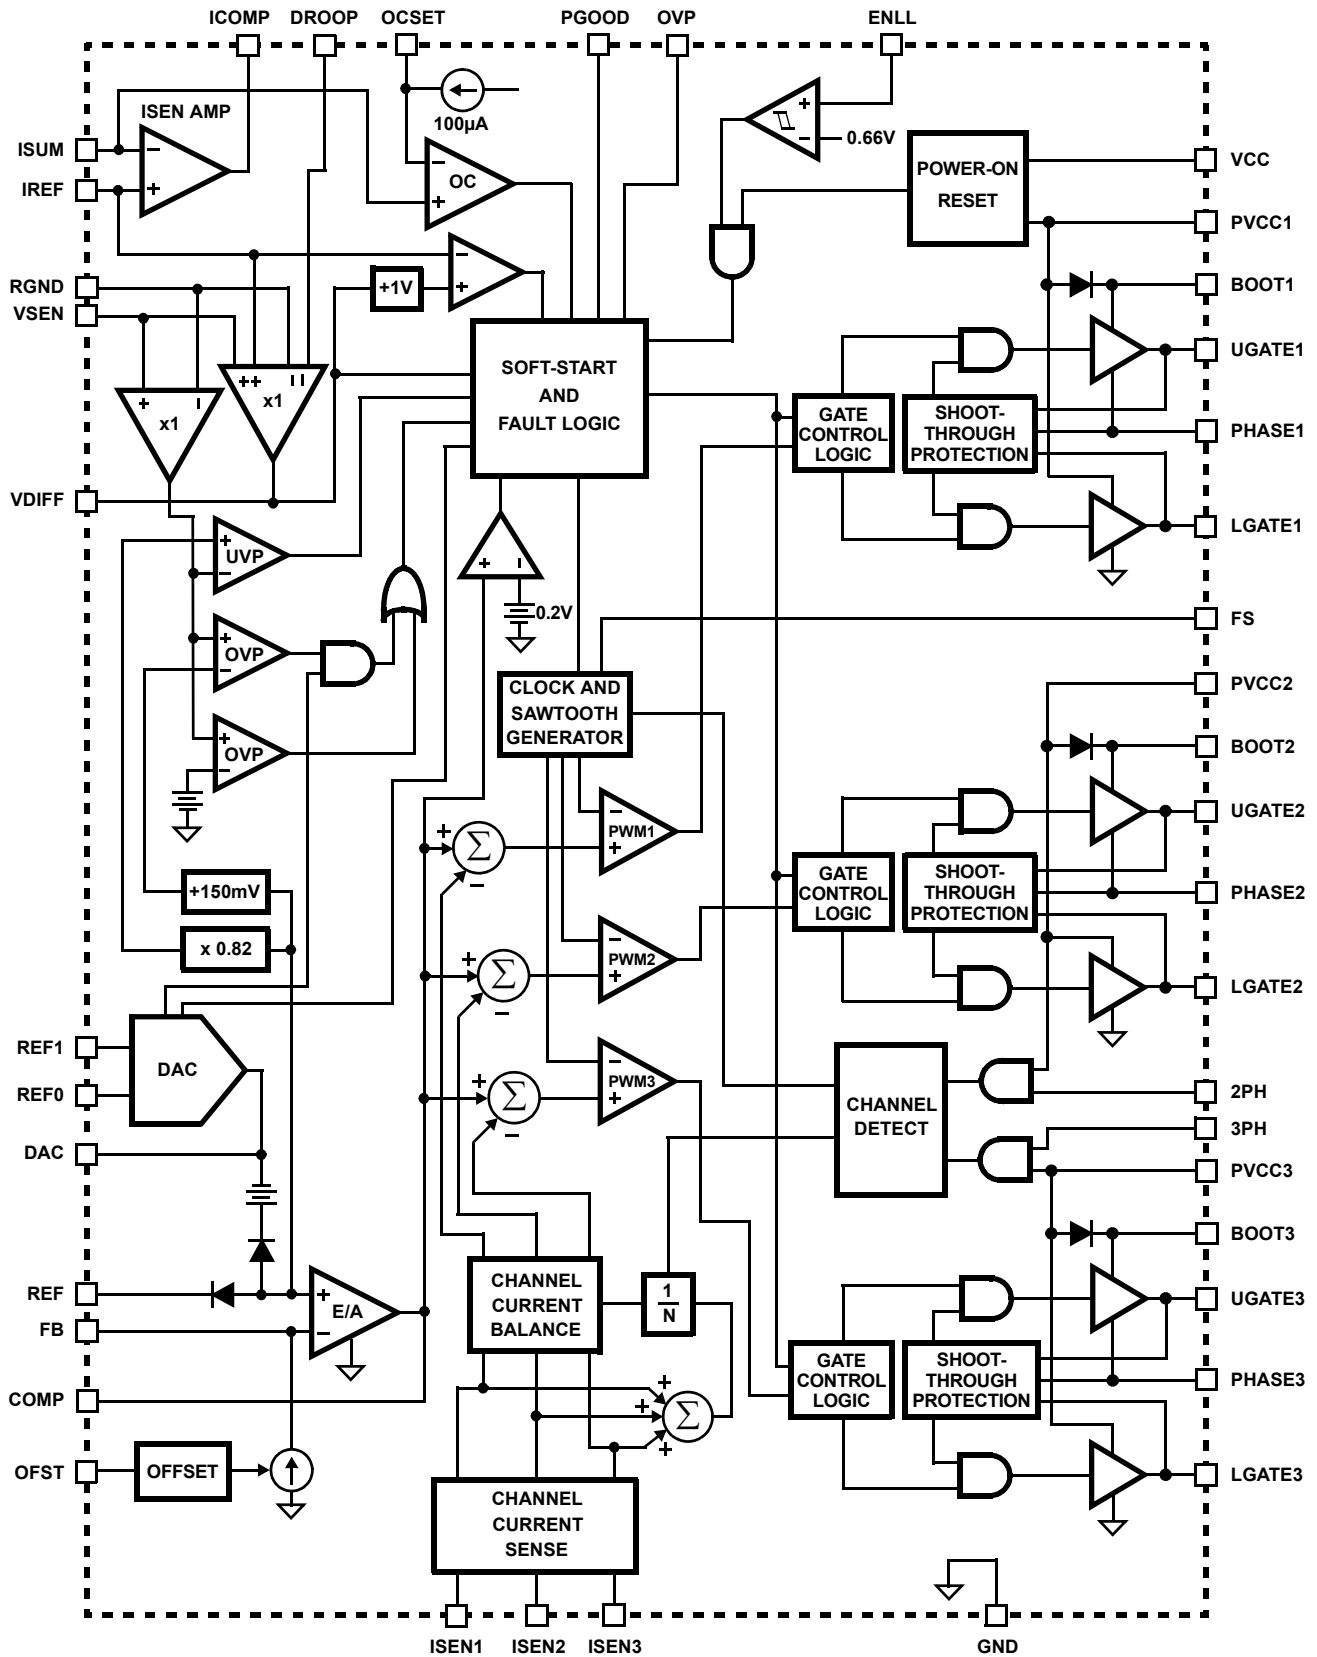 ICOMP DROOP OCSET PGOOD OVP ENLL
100µA
ISEN AMP
ISUM
IREF
− +
− + OC
− +
+ − 0.66V
POWER-ON
RESET
VCC
PVCC1
RGND
VSEN
+1V
BOOT1
UGATE1
SOFT-START
AND
FAULT LOGIC
+ − x1
++ − − x1
GATE
CONTROL
LOGIC
SHOOT-
THROUGH
PROTECTION
PHASE1
VDIFF
LGATE1
+ − UVP
+ −
0.2V
FS
+ − OVP
CLOCK AND
SAWTOOTH
GENERATOR
PVCC2
+ − OVP
BOOT2
+ Σ −
− + PWM1
UGATE2
+150mV
GATE
CONTROL
LOGIC
SHOOT-
THROUGH
PROTECTION
PHASE2
x 0.82
+ Σ −
− + PWM2
LGATE2
REF1
REF0
DAC
+ Σ −
− + PWM3
CHANNEL
DETECT
2PH
3PH
DAC
PVCC3
BOOT3
REF
FB
+ − E/A
CHANNEL
CURRENT
BALANCE
1
N
UGATE3
GATE
CONTROL
LOGIC
SHOOT-
THROUGH
PROTECTION
PHASE3
COMP
+ + + Σ
OFST
OFFSET
LGATE3
CHANNEL
CURRENT
SENSE
ISEN1 ISEN2 ISEN3 GND